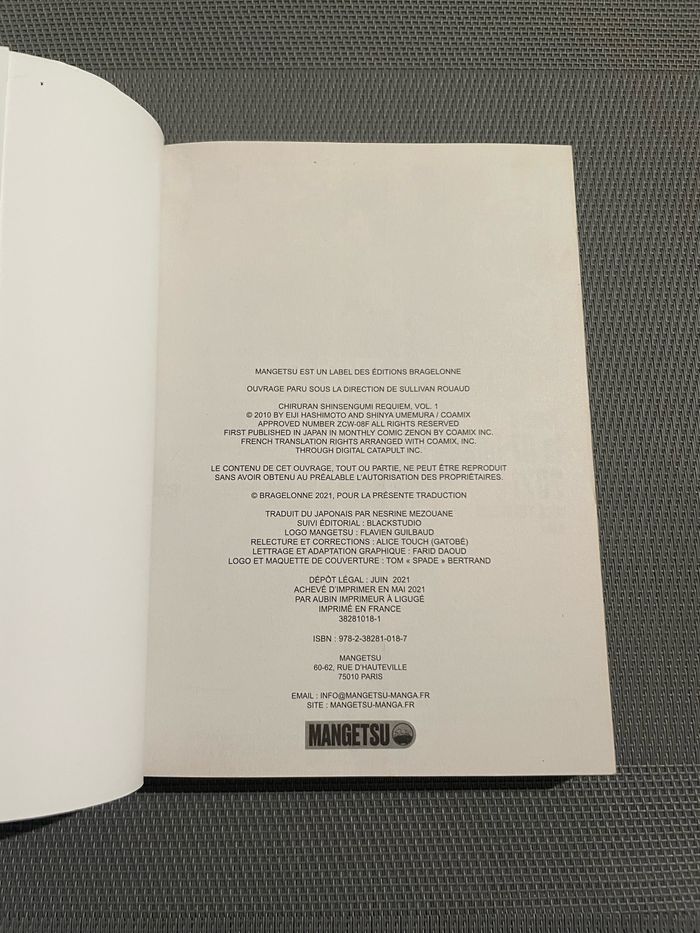 MANGETSU EST UN LABEL DES ÉDITIONS BRAGELONNE
OUVRAGE PARU SOUS LA DIRECTION DE SULLIVAN ROUAUD
CHIRURAN SHINSENGUMI REQUIEM, VOL. 1
© 2010 BY EIJI HASHIMOTO AND SHINYA UMEMURA / COAMIX
APPROVED NUMBER ZCW-08F ALL RIGHTS RESERVED
FIRST PUBLISHED IN JAPAN IN MONTHLY COMIC ZENON BY COAMIX INC.
FRENCH TRANSLATION RIGHTS ARRANGED WITH COAMIX, INC.
THROUGH DIGITAL CATAPULT INC.
LE CONTENU DE CET OUVRAGE, TOUT OU PARTIE, NE PEUT ÊTRE REPRODUIT
SANS AVOIR OBTENU AU PRÉALABLE L'AUTORISATION DES PROPRIÉTAIRES.
© BRAGELONNE 2021, POUR LA PRÉSENTE TRADUCTION
TRADUIT DU JAPONAIS PAR NESRINE MEZOUANE
SUIVI ÉDITORIAL : BLACKSTUDIO
LOGO MANGETSU : FLAVIEN GUILBAUD
RELECTURE ET CORRECTIONS : ALICE TOUCH (GATOBÉ)
LETTRAGE ET ADAPTATION GRAPHIQUE : FARID DAOUD
LOGO ET MAQUETTE DE COUVERTURE : TOM « SPADE » BERTRAND
DÉPÔT LÉGAL : JUIN 2021
ACHEVÉ D'IMPRIMER EN MAI 2021
PAR AUBIN IMPRIMEUR À LIGUGÉ
IMPRIMÉ EN FRANCE
38281018-1
ISBN : 978-2-38281-018-7
MANGETSU
60-62, RUE D'HAUTEVILLE
75010 PARIS
EMAIL : INFO@MANGETSU-MANGA.FR
SITE : MANGETSU-MANGA.FR
MANGETSU